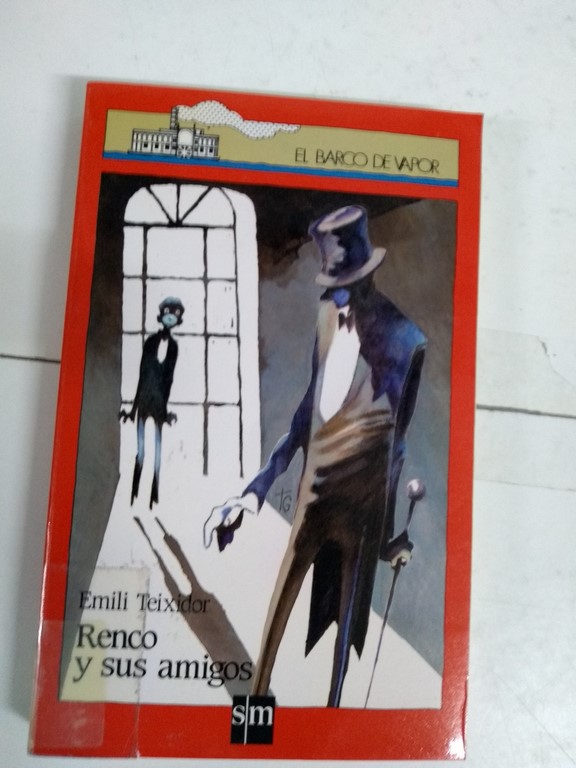 EL BARCO DE VAPOR
Emili Teixidor
Renco
y sus amigos
sm